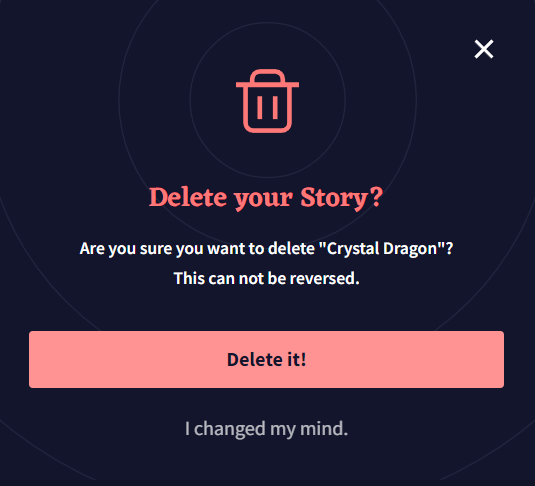 Delete your Story?
Are you sure you want to delete "Crystal Dragon"?
This can not be reversed.
Delete it!
I changed my mind.